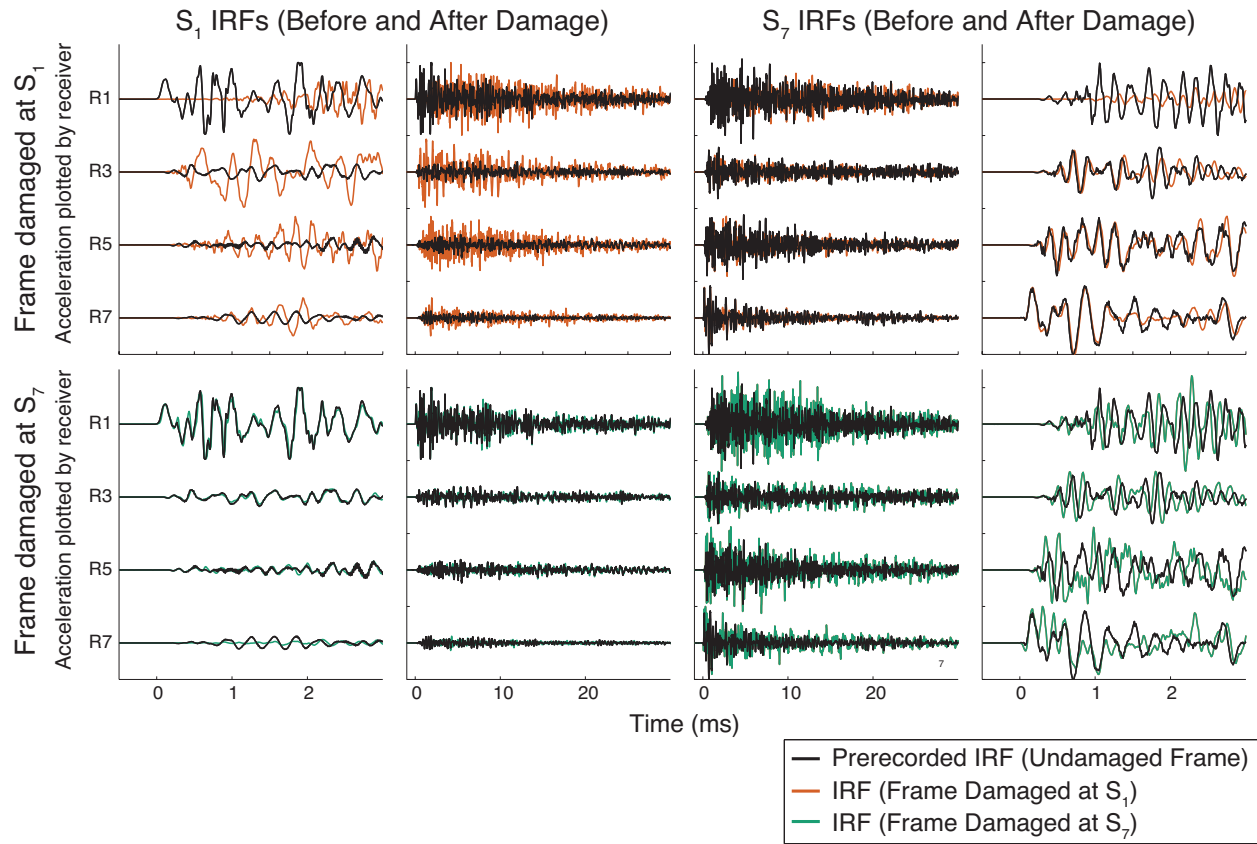 S₁ IRFs (Before and After Damage)
S₇ IRFs (Before and After Damage)
Frame damaged at S₁
Acceleration plotted by receiver
R1
R3
R5
R7
Frame damaged at S₇
Acceleration plotted by receiver
R1
R3
R5
R7
7
0 1 2
0 10 20
0 10 20
0 1 2
Time (ms)
Prerecorded IRF (Undamaged Frame)
IRF (Frame Damaged at S₁)
IRF (Frame Damaged at S₇)